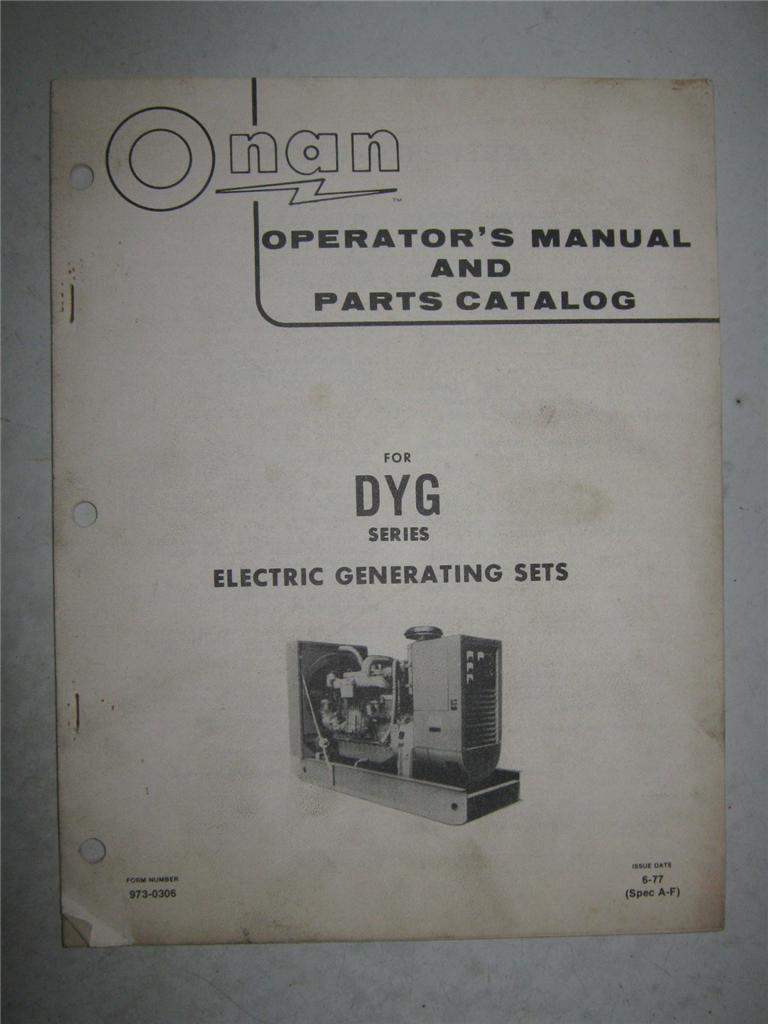 Onan
™
OPERATOR'S MANUAL
AND
PARTS CATALOG
FOR
DYG
SERIES
ELECTRIC GENERATING SETS
FORM NUMBER
973-0306
ISSUE DATE
6-77
(Spec A-F)